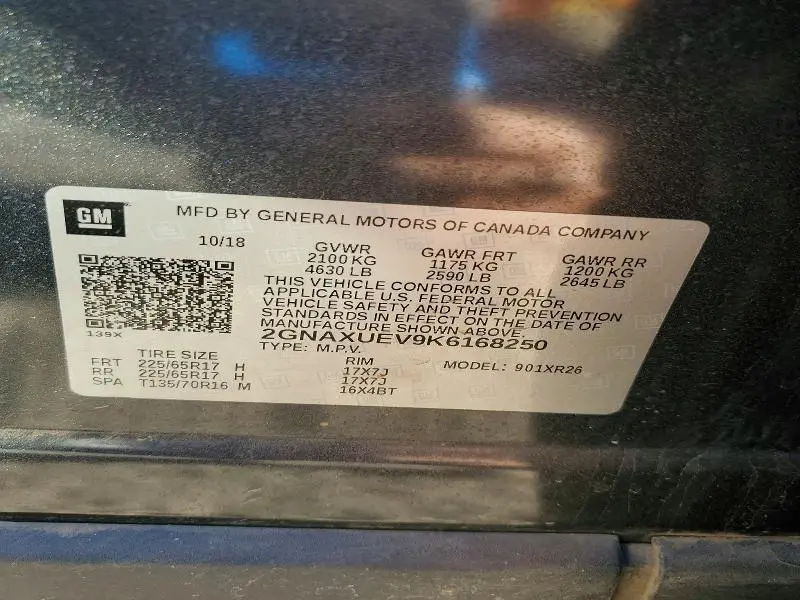 GM MFD BY GENERAL MOTORS OF CANADA COMPANY
10/18 GVWR GAWR FRT GAWR RR
2100 KG 1175 KG 1200 KG
4630 LB 2590 LB 2645 LB
THIS VEHICLE CONFORMS TO ALL
APPLICABLE U.S. FEDERAL MOTOR
VEHICLE SAFETY AND THEFT PREVENTION
STANDARDS IN EFFECT ON THE DATE OF
MANUFACTURE SHOWN ABOVE.
139X 2GNAXUEV9K6168250
TYPE: M.P.V.
TIRE SIZE RIM MODEL: 901XR26
FRT 225/65R17 H 17X7J
RR 225/65R17 H 17X7J
SPA T135/70R16 M 16X4BT